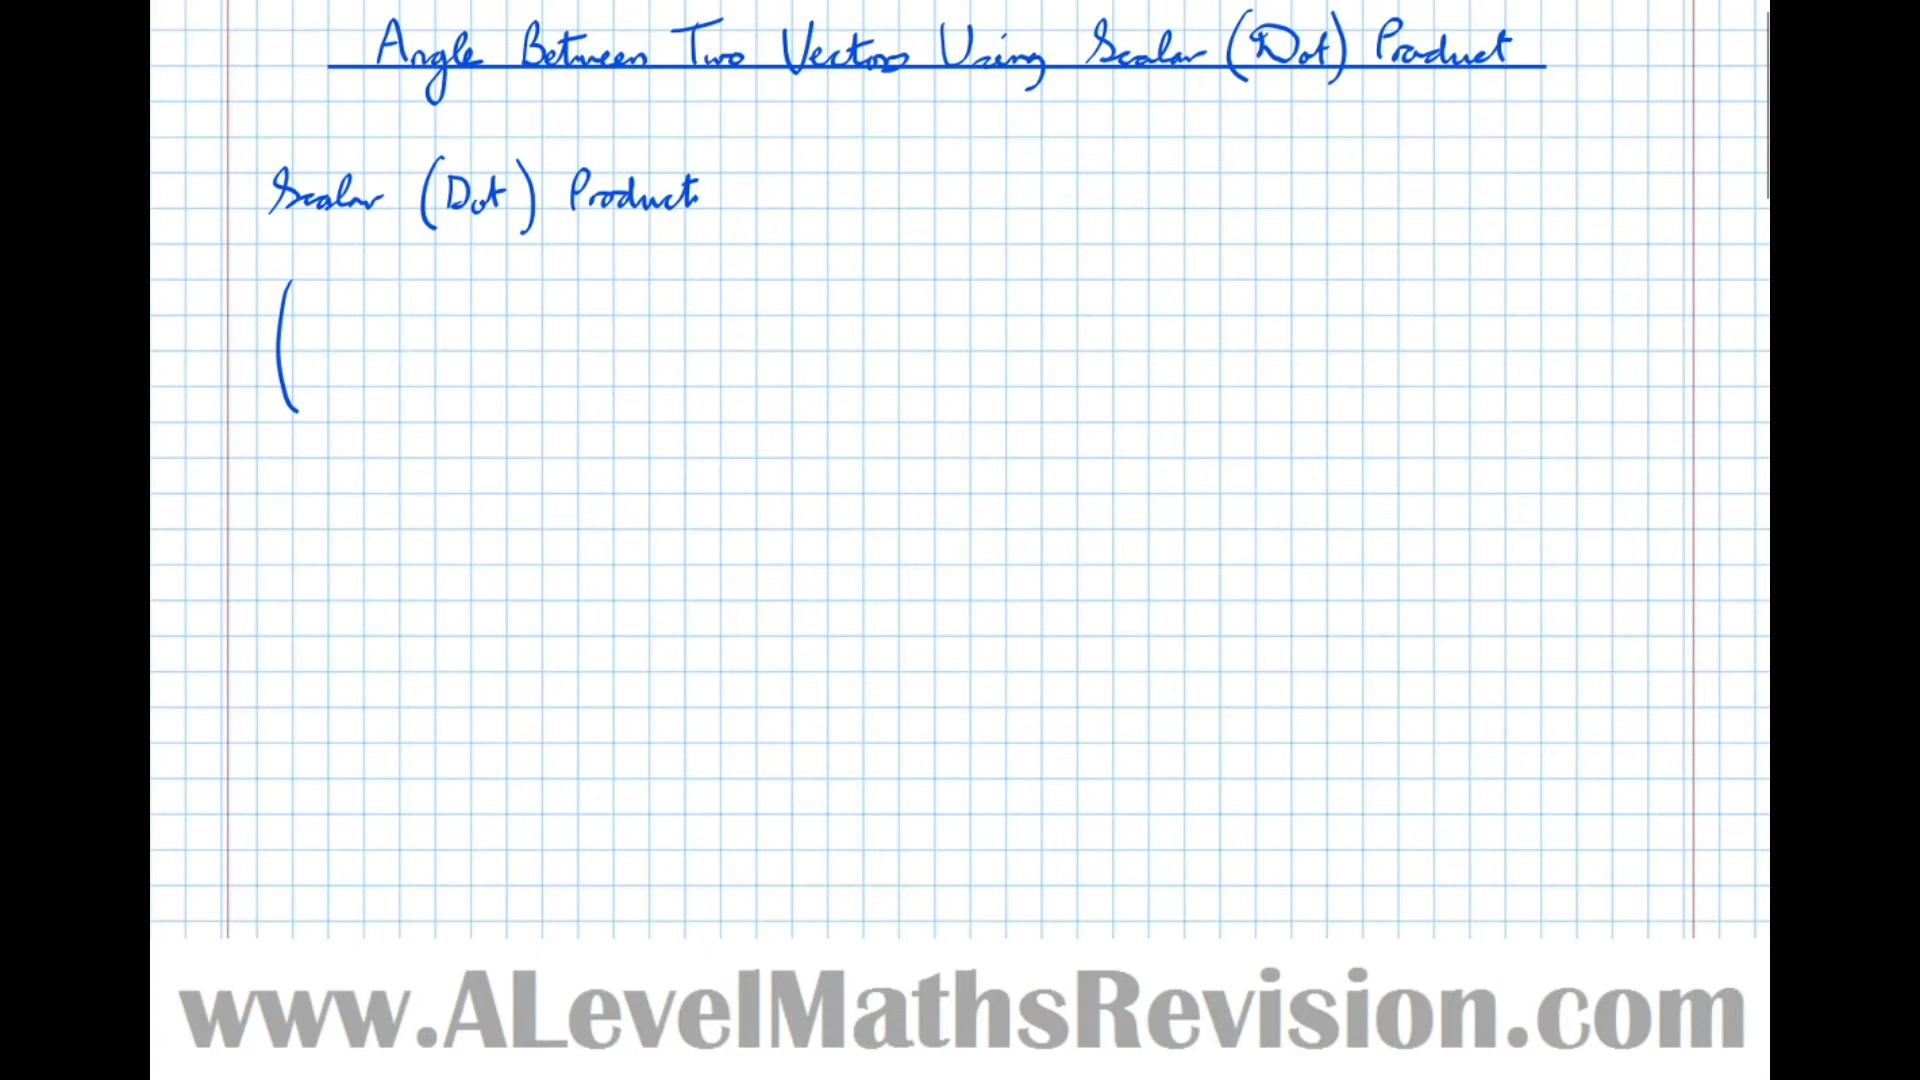 Angle Between Two Vectors Using Scalar (Dot) Product
Scalar (Dot) Product
(
www.ALevelMathsRevision.com